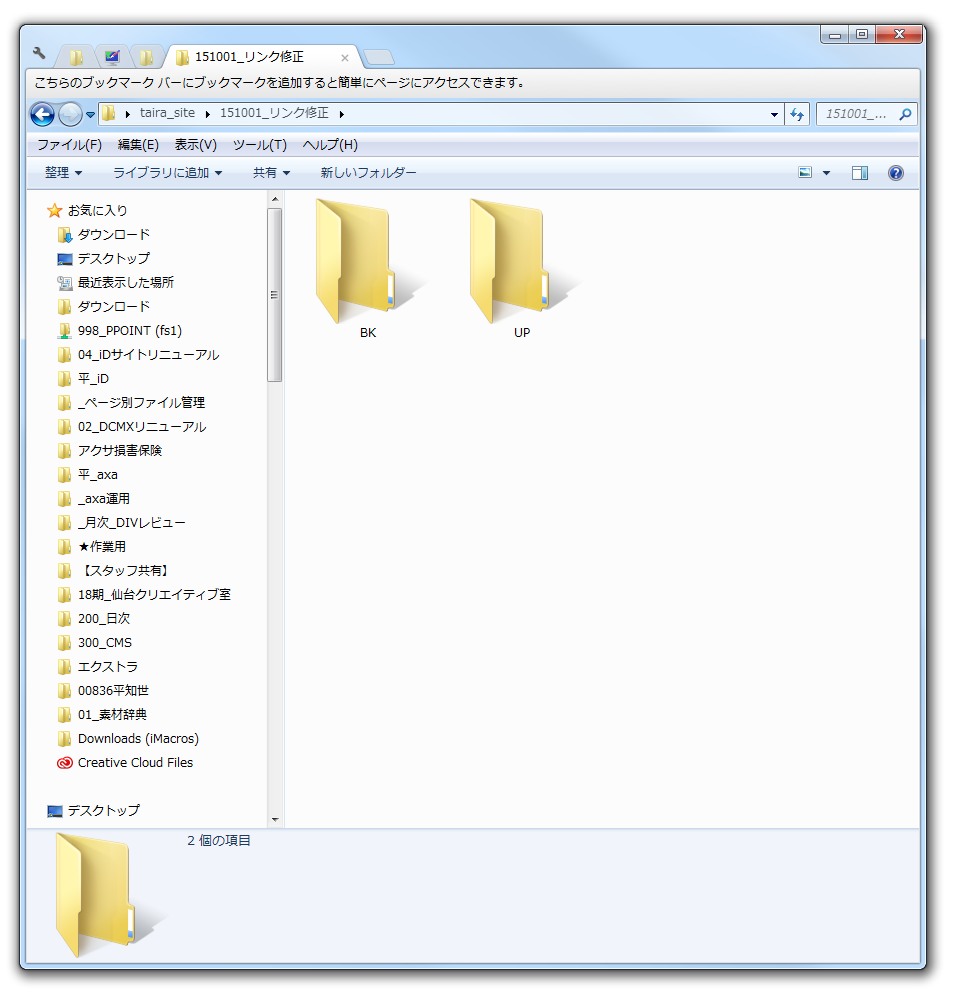 151001_リンク修正
こちらのブックマーク バーにブックマークを追加すると簡単にページにアクセスできます。
taira_site 151001_リンク修正 151001_...
ファイル(F) 編集(E) 表示(V) ツール(T) ヘルプ(H)
整理 ライブラリに追加 共有 新しいフォルダー
お気に入り
ダウンロード
デスクトップ
最近表示した場所
ダウンロード
998_PPOINT (fs1)
04_iDサイトリニューアル
平_iD
_ページ別ファイル管理
02_DCMXリニューアル
アクサ損害保険
平_axa
_axa運用
_月次_DIVレビュー
★作業用
【スタッフ共有】
18期_仙台クリエイティブ室
200_日次
300_CMS
エクストラ
00836平知世
01_素材辞典
Downloads (iMacros)
Creative Cloud Files
デスクトップ
BK
UP
2 個の項目